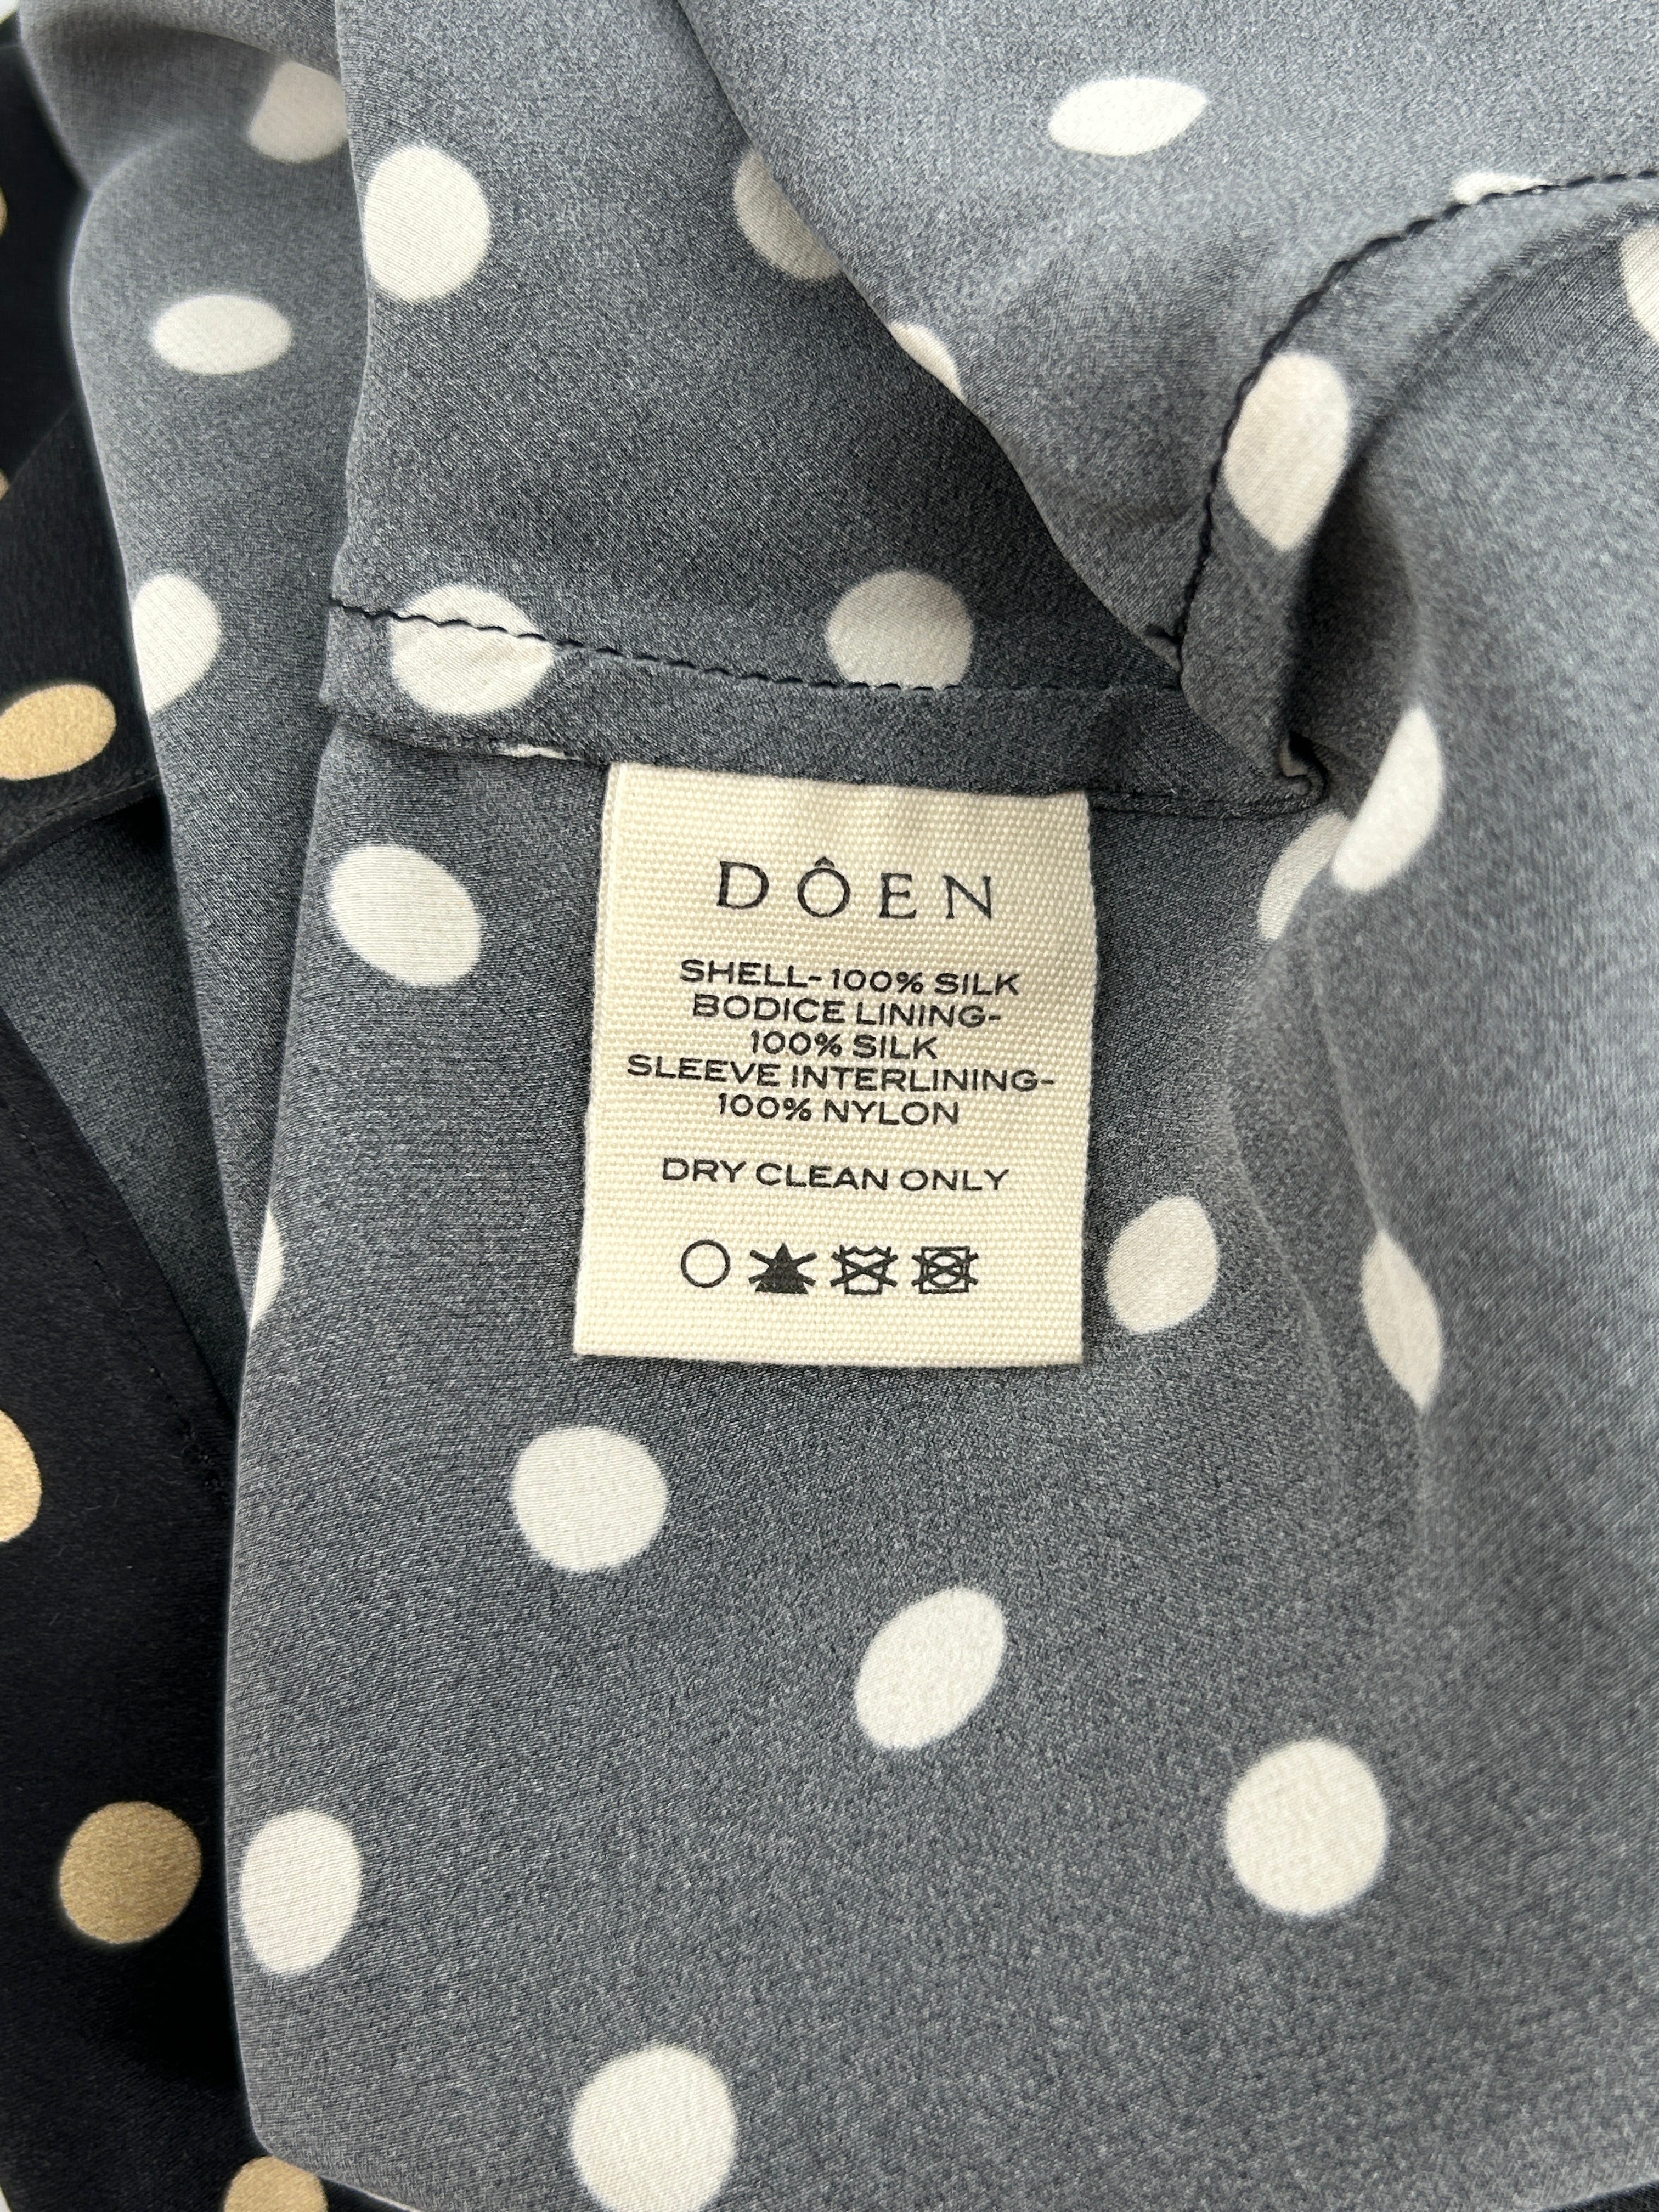 DÔEN
SHELL- 100% SILK
BODICE LINING-
100% SILK
SLEEVE INTERLINING-
100% NYLON
DRY CLEAN ONLY